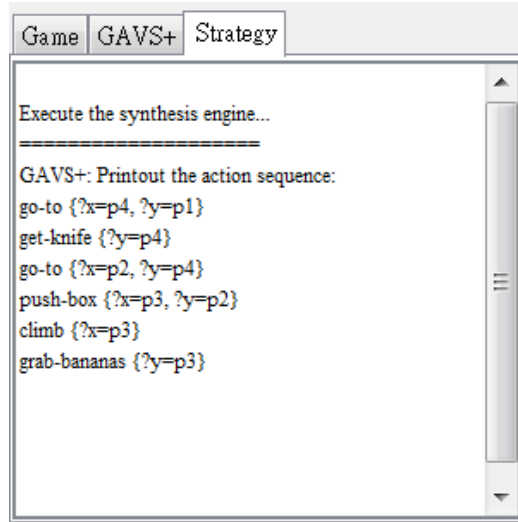 Game GAVS+ Strategy
Execute the synthesis engine...
====================
GAVS+: Printout the action sequence:
go-to {?x=p4, ?y=p1}
get-knife {?y=p4}
go-to {?x=p2, ?y=p4}
push-box {?x=p3, ?y=p2}
climb {?x=p3}
grab-bananas {?y=p3}